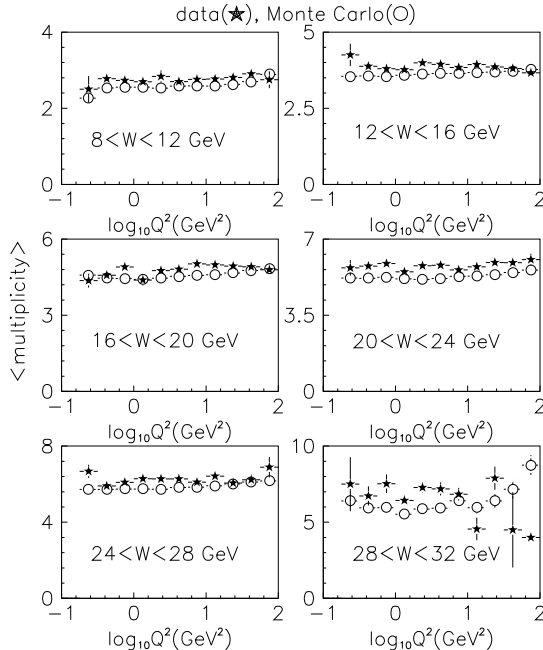 data(★), Monte Carlo(○)
<multiplicity>
4
2
0
8<W<12 GeV
−1 0 1 2
log₁₀Q²(GeV²)
5
2.5
0
12<W<16 GeV
−1 0 1 2
log₁₀Q²(GeV²)
6
3
0
16<W<20 GeV
−1 0 1 2
log₁₀Q²(GeV²)
7
3.5
0
20<W<24 GeV
−1 0 1 2
log₁₀Q²(GeV²)
8
4
0
24<W<28 GeV
−1 0 1 2
log₁₀Q²(GeV²)
10
5
0
28<W<32 GeV
−1 0 1 2
log₁₀Q²(GeV²)